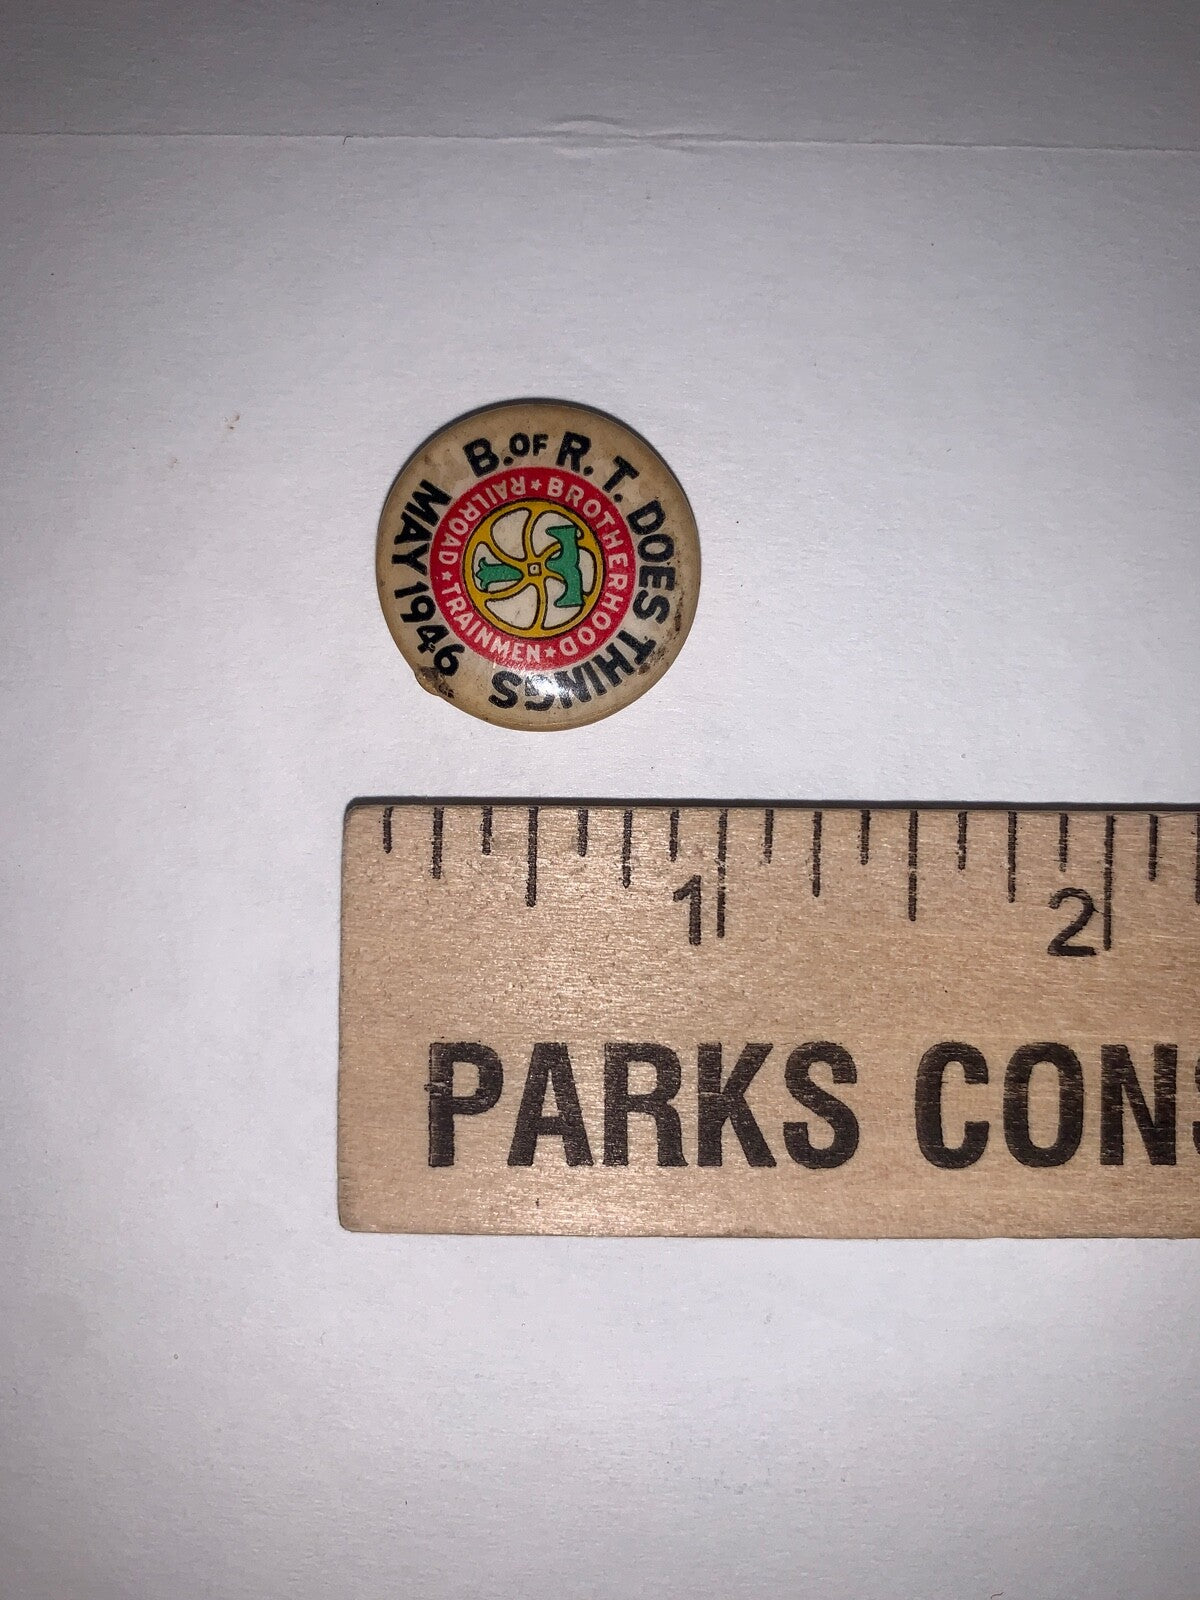 B. OF R. T. DOES THINGS
MAY 1946
★ BROTHERHOOD ★ TRAINMEN ★ RAILROAD
T
1 2
PARKS CONS